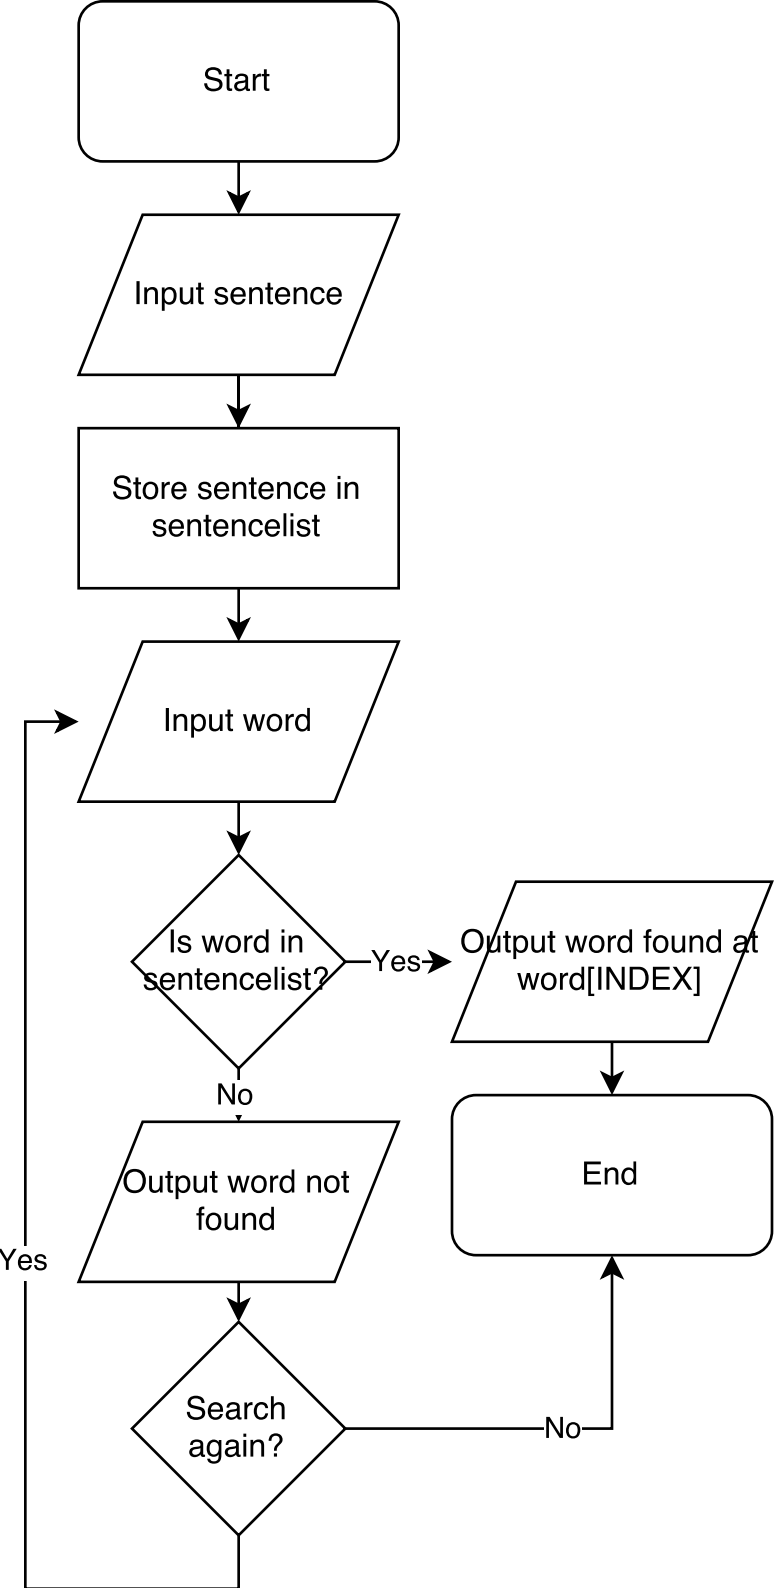 Start
Input sentence
Store sentence in
sentencelist
Input word
Is word in
sentencelist?
Yes
Output word found at
word[INDEX]
No
End
Output word not
found
Yes
Search
again?
No